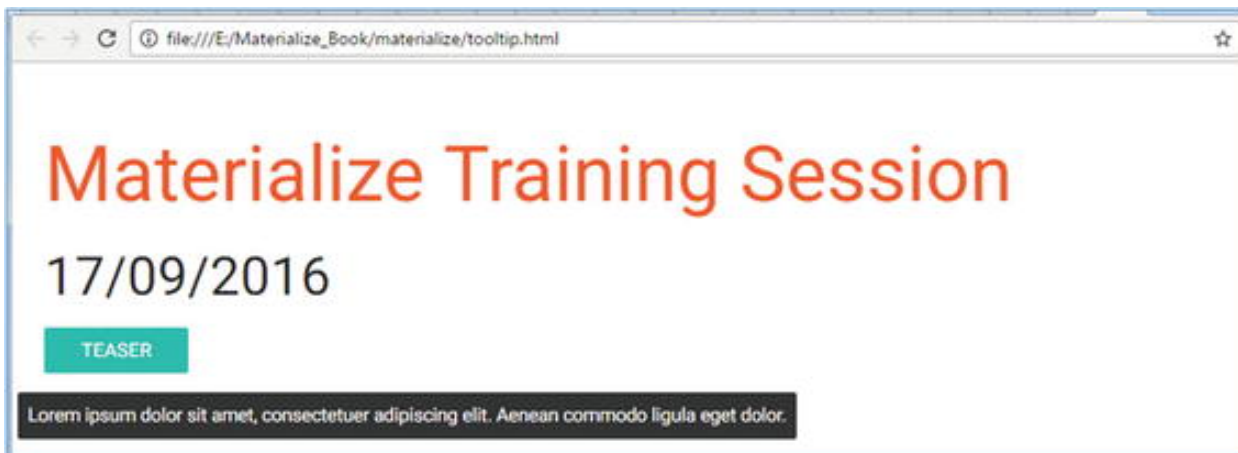 file:///E:/Materialize_Book/materialize/tooltip.html
Materialize Training Session
17/09/2016
TEASER
Lorem ipsum dolor sit amet, consectetuer adipiscing elit. Aenean commodo ligula eget dolor.